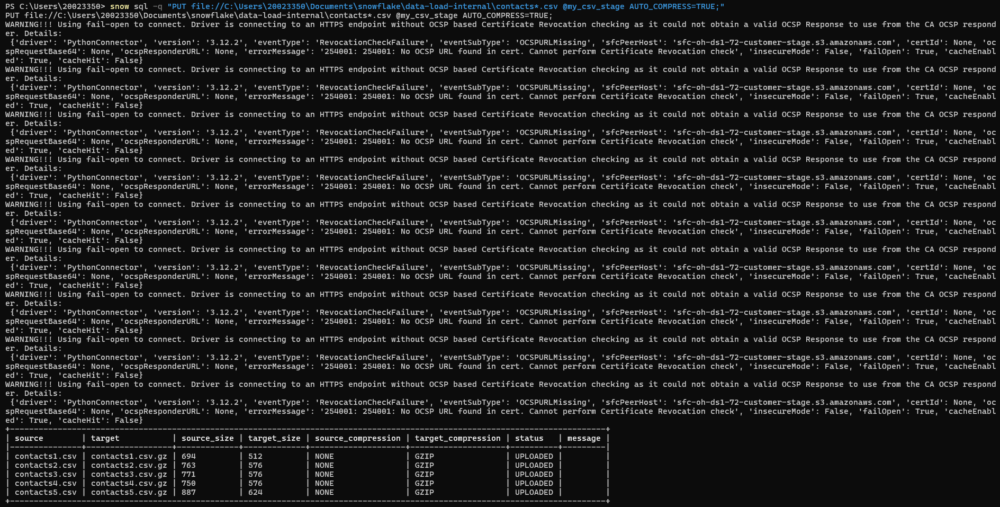 PS C:\Users\20023350> snow sql -q "PUT file://C:\Users\20023350\Documents\snowflake\data-load-internal\contacts*.csv @my_csv_stage AUTO_COMPRESS=TRUE;"
PUT file://C:\Users\20023350\Documents\snowflake\data-load-internal\contacts*.csv @my_csv_stage AUTO_COMPRESS=TRUE;
WARNING!!! Using fail-open to connect. Driver is connecting to an HTTPS endpoint without OCSP based Certificate Revocation checking as it could not obtain a valid OCSP Response to use from the CA OCSP respond
er. Details:
 {'driver': 'PythonConnector', 'version': '3.12.2', 'eventType': 'RevocationCheckFailure', 'eventSubType': 'OCSPURLMissing', 'sfcPeerHost': 'sfc-oh-ds1-72-customer-stage.s3.amazonaws.com', 'certId': None, 'oc
spRequestBase64': None, 'ocspResponderURL': None, 'errorMessage': '254001: 254001: No OCSP URL found in cert. Cannot perform Certificate Revocation check', 'insecureMode': False, 'failOpen': True, 'cacheEnabl
ed': True, 'cacheHit': False}
WARNING!!! Using fail-open to connect. Driver is connecting to an HTTPS endpoint without OCSP based Certificate Revocation checking as it could not obtain a valid OCSP Response to use from the CA OCSP respond
er. Details:
 {'driver': 'PythonConnector', 'version': '3.12.2', 'eventType': 'RevocationCheckFailure', 'eventSubType': 'OCSPURLMissing', 'sfcPeerHost': 'sfc-oh-ds1-72-customer-stage.s3.amazonaws.com', 'certId': None, 'oc
spRequestBase64': None, 'ocspResponderURL': None, 'errorMessage': '254001: 254001: No OCSP URL found in cert. Cannot perform Certificate Revocation check', 'insecureMode': False, 'failOpen': True, 'cacheEnabl
ed': True, 'cacheHit': False}
WARNING!!! Using fail-open to connect. Driver is connecting to an HTTPS endpoint without OCSP based Certificate Revocation checking as it could not obtain a valid OCSP Response to use from the CA OCSP respond
er. Details:
 {'driver': 'PythonConnector', 'version': '3.12.2', 'eventType': 'RevocationCheckFailure', 'eventSubType': 'OCSPURLMissing', 'sfcPeerHost': 'sfc-oh-ds1-72-customer-stage.s3.amazonaws.com', 'certId': None, 'oc
spRequestBase64': None, 'ocspResponderURL': None, 'errorMessage': '254001: 254001: No OCSP URL found in cert. Cannot perform Certificate Revocation check', 'insecureMode': False, 'failOpen': True, 'cacheEnabl
ed': True, 'cacheHit': False}
WARNING!!! Using fail-open to connect. Driver is connecting to an HTTPS endpoint without OCSP based Certificate Revocation checking as it could not obtain a valid OCSP Response to use from the CA OCSP respond
er. Details:
 {'driver': 'PythonConnector', 'version': '3.12.2', 'eventType': 'RevocationCheckFailure', 'eventSubType': 'OCSPURLMissing', 'sfcPeerHost': 'sfc-oh-ds1-72-customer-stage.s3.amazonaws.com', 'certId': None, 'oc
spRequestBase64': None, 'ocspResponderURL': None, 'errorMessage': '254001: 254001: No OCSP URL found in cert. Cannot perform Certificate Revocation check', 'insecureMode': False, 'failOpen': True, 'cacheEnabl
ed': True, 'cacheHit': False}
WARNING!!! Using fail-open to connect. Driver is connecting to an HTTPS endpoint without OCSP based Certificate Revocation checking as it could not obtain a valid OCSP Response to use from the CA OCSP respond
er. Details:
 {'driver': 'PythonConnector', 'version': '3.12.2', 'eventType': 'RevocationCheckFailure', 'eventSubType': 'OCSPURLMissing', 'sfcPeerHost': 'sfc-oh-ds1-72-customer-stage.s3.amazonaws.com', 'certId': None, 'oc
spRequestBase64': None, 'ocspResponderURL': None, 'errorMessage': '254001: 254001: No OCSP URL found in cert. Cannot perform Certificate Revocation check', 'insecureMode': False, 'failOpen': True, 'cacheEnabl
ed': True, 'cacheHit': False}
WARNING!!! Using fail-open to connect. Driver is connecting to an HTTPS endpoint without OCSP based Certificate Revocation checking as it could not obtain a valid OCSP Response to use from the CA OCSP respond
er. Details:
 {'driver': 'PythonConnector', 'version': '3.12.2', 'eventType': 'RevocationCheckFailure', 'eventSubType': 'OCSPURLMissing', 'sfcPeerHost': 'sfc-oh-ds1-72-customer-stage.s3.amazonaws.com', 'certId': None, 'oc
spRequestBase64': None, 'ocspResponderURL': None, 'errorMessage': '254001: 254001: No OCSP URL found in cert. Cannot perform Certificate Revocation check', 'insecureMode': False, 'failOpen': True, 'cacheEnabl
ed': True, 'cacheHit': False}
WARNING!!! Using fail-open to connect. Driver is connecting to an HTTPS endpoint without OCSP based Certificate Revocation checking as it could not obtain a valid OCSP Response to use from the CA OCSP respond
er. Details:
 {'driver': 'PythonConnector', 'version': '3.12.2', 'eventType': 'RevocationCheckFailure', 'eventSubType': 'OCSPURLMissing', 'sfcPeerHost': 'sfc-oh-ds1-72-customer-stage.s3.amazonaws.com', 'certId': None, 'oc
spRequestBase64': None, 'ocspResponderURL': None, 'errorMessage': '254001: 254001: No OCSP URL found in cert. Cannot perform Certificate Revocation check', 'insecureMode': False, 'failOpen': True, 'cacheEnabl
ed': True, 'cacheHit': False}
WARNING!!! Using fail-open to connect. Driver is connecting to an HTTPS endpoint without OCSP based Certificate Revocation checking as it could not obtain a valid OCSP Response to use from the CA OCSP respond
er. Details:
 {'driver': 'PythonConnector', 'version': '3.12.2', 'eventType': 'RevocationCheckFailure', 'eventSubType': 'OCSPURLMissing', 'sfcPeerHost': 'sfc-oh-ds1-72-customer-stage.s3.amazonaws.com', 'certId': None, 'oc
spRequestBase64': None, 'ocspResponderURL': None, 'errorMessage': '254001: 254001: No OCSP URL found in cert. Cannot perform Certificate Revocation check', 'insecureMode': False, 'failOpen': True, 'cacheEnabl
ed': True, 'cacheHit': False}
WARNING!!! Using fail-open to connect. Driver is connecting to an HTTPS endpoint without OCSP based Certificate Revocation checking as it could not obtain a valid OCSP Response to use from the CA OCSP respond
er. Details:
 {'driver': 'PythonConnector', 'version': '3.12.2', 'eventType': 'RevocationCheckFailure', 'eventSubType': 'OCSPURLMissing', 'sfcPeerHost': 'sfc-oh-ds1-72-customer-stage.s3.amazonaws.com', 'certId': None, 'oc
spRequestBase64': None, 'ocspResponderURL': None, 'errorMessage': '254001: 254001: No OCSP URL found in cert. Cannot perform Certificate Revocation check', 'insecureMode': False, 'failOpen': True, 'cacheEnabl
ed': True, 'cacheHit': False}
+-----------------------------------------------------------------------------------------------------------------------------+
| source        | target           | source_size | target_size | source_compression | target_compression | status   | message |
|---------------+------------------+-------------+-------------+--------------------+--------------------+----------+---------|
| contacts1.csv | contacts1.csv.gz | 694         | 512         | NONE               | GZIP               | UPLOADED |         |
| contacts2.csv | contacts2.csv.gz | 763         | 576         | NONE               | GZIP               | UPLOADED |         |
| contacts3.csv | contacts3.csv.gz | 771         | 576         | NONE               | GZIP               | UPLOADED |         |
| contacts4.csv | contacts4.csv.gz | 750         | 576         | NONE               | GZIP               | UPLOADED |         |
| contacts5.csv | contacts5.csv.gz | 887         | 624         | NONE               | GZIP               | UPLOADED |         |
+-----------------------------------------------------------------------------------------------------------------------------+